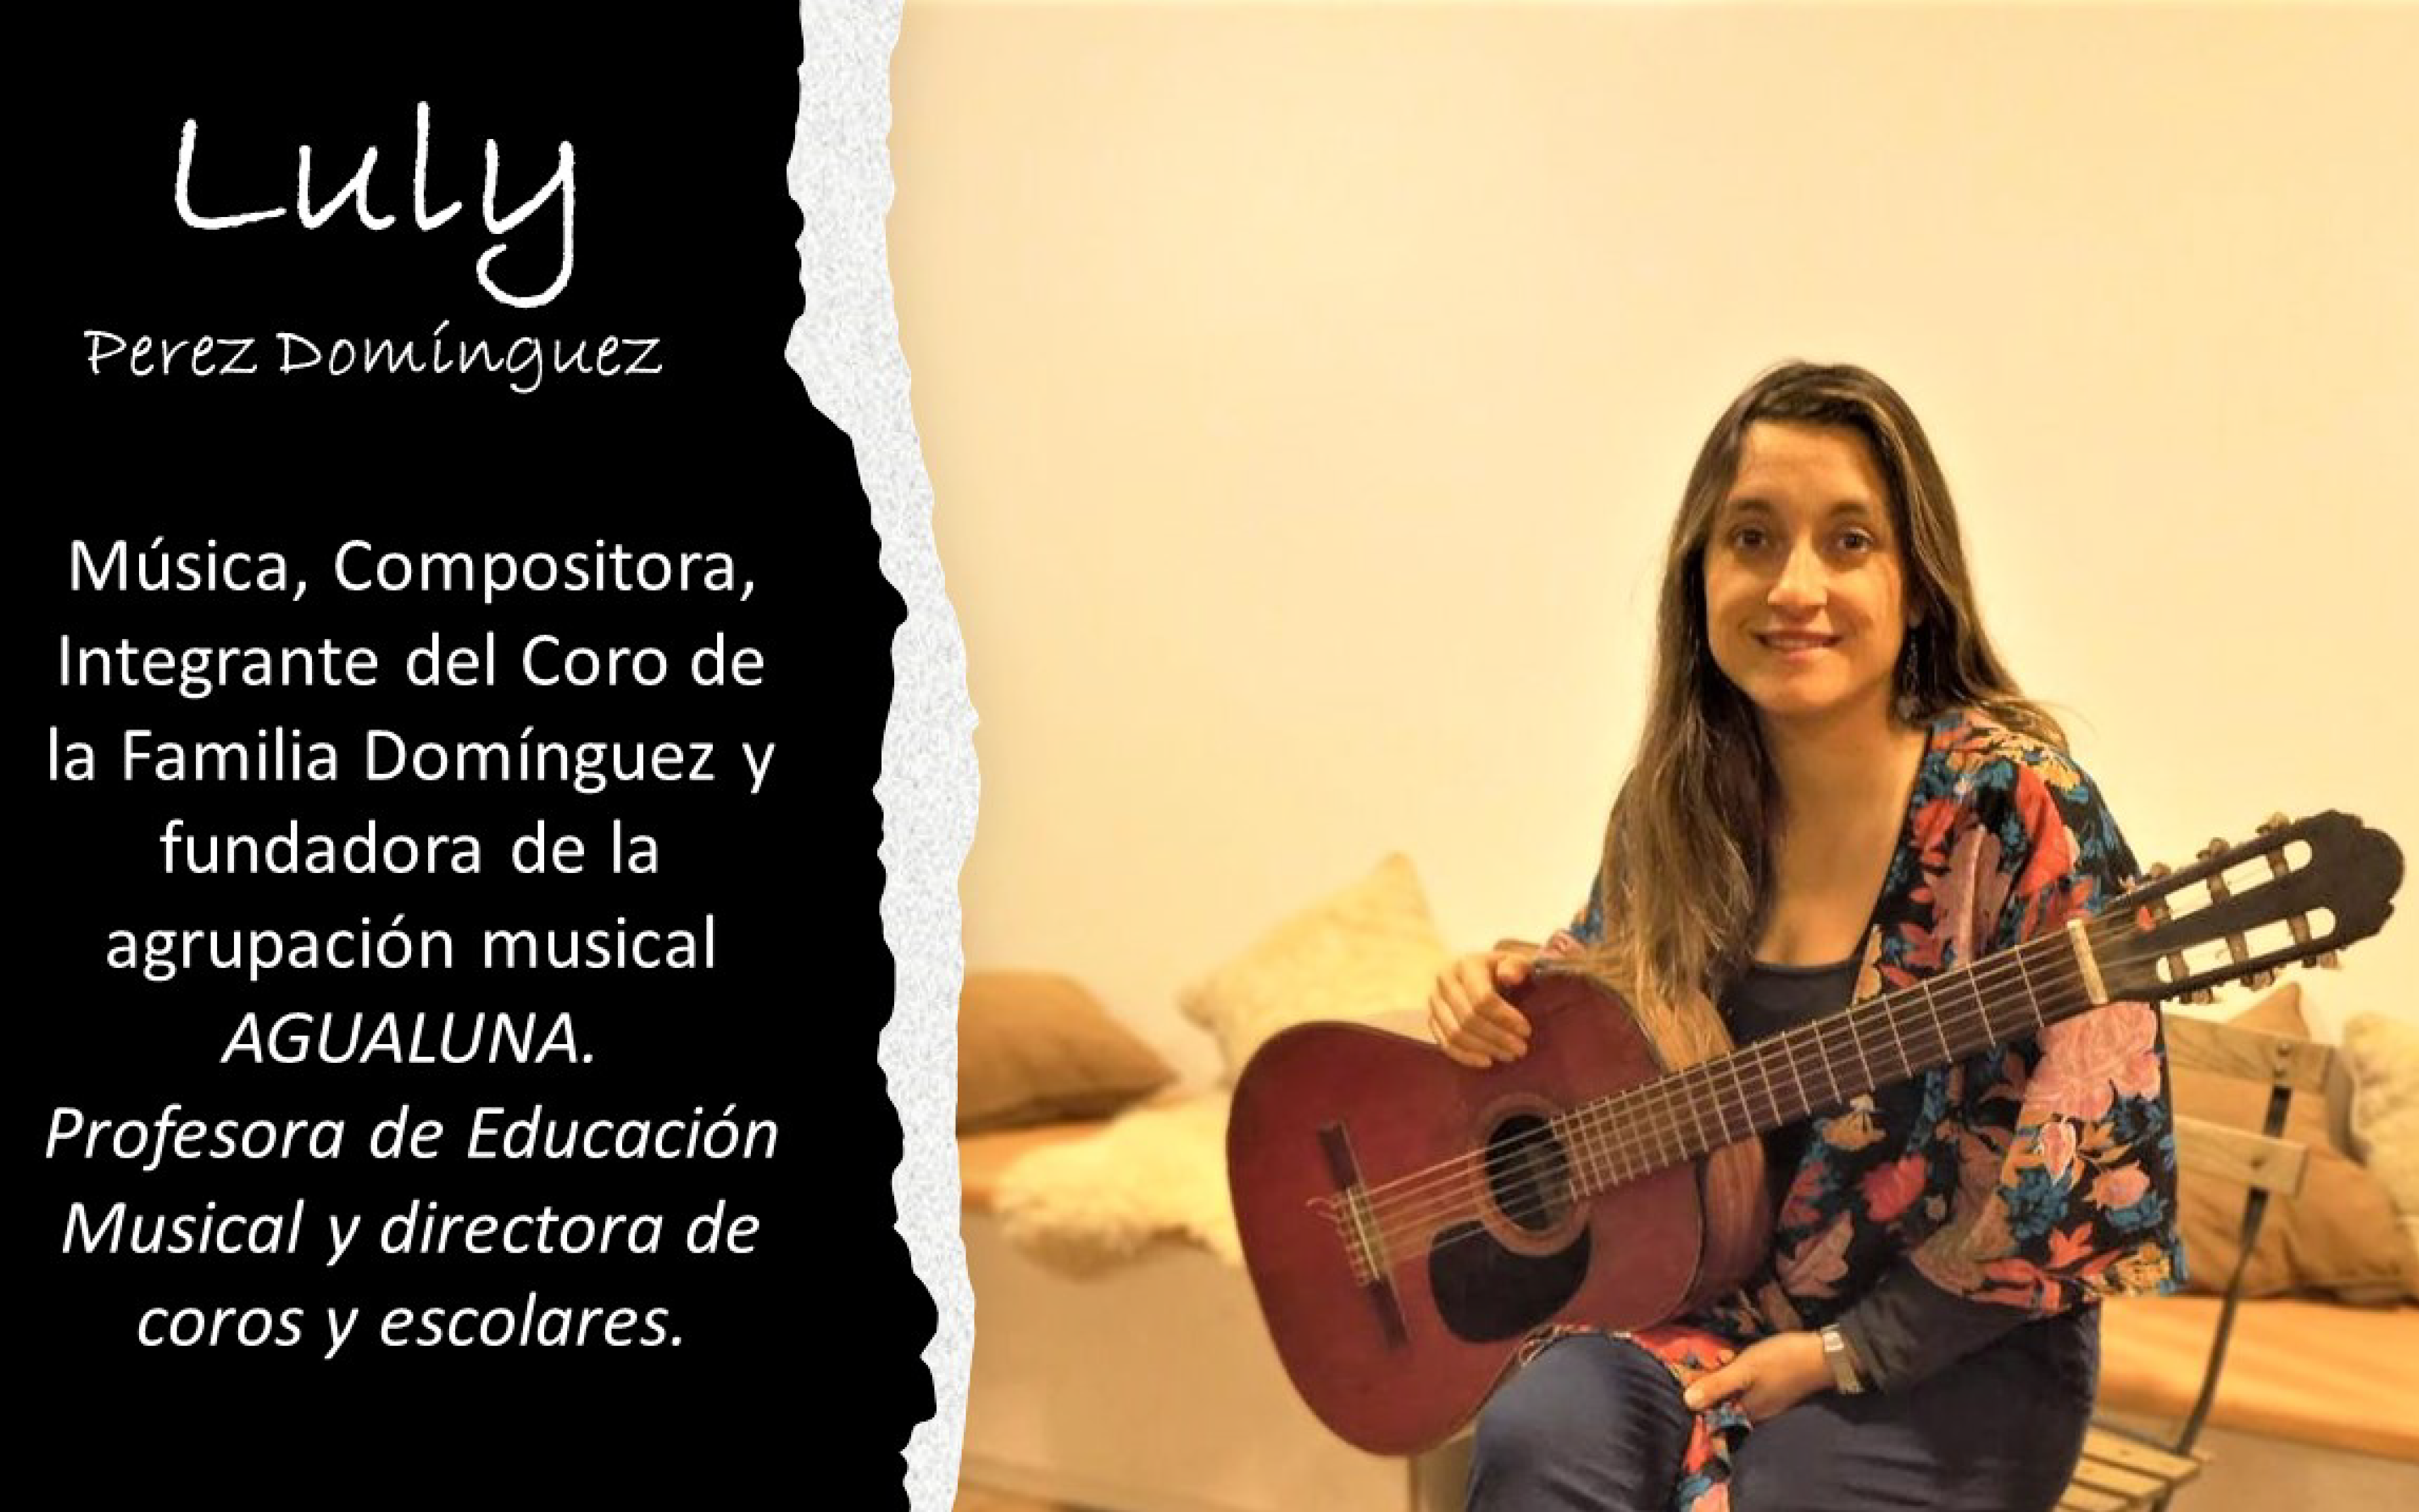 Luly
Perez Domínguez
Música, Compositora,
Integrante del Coro de
la Familia Domínguez y
fundadora de la
agrupación musical
AGUALUNA.
Profesora de Educación
Musical y directora de
coros y escolares.